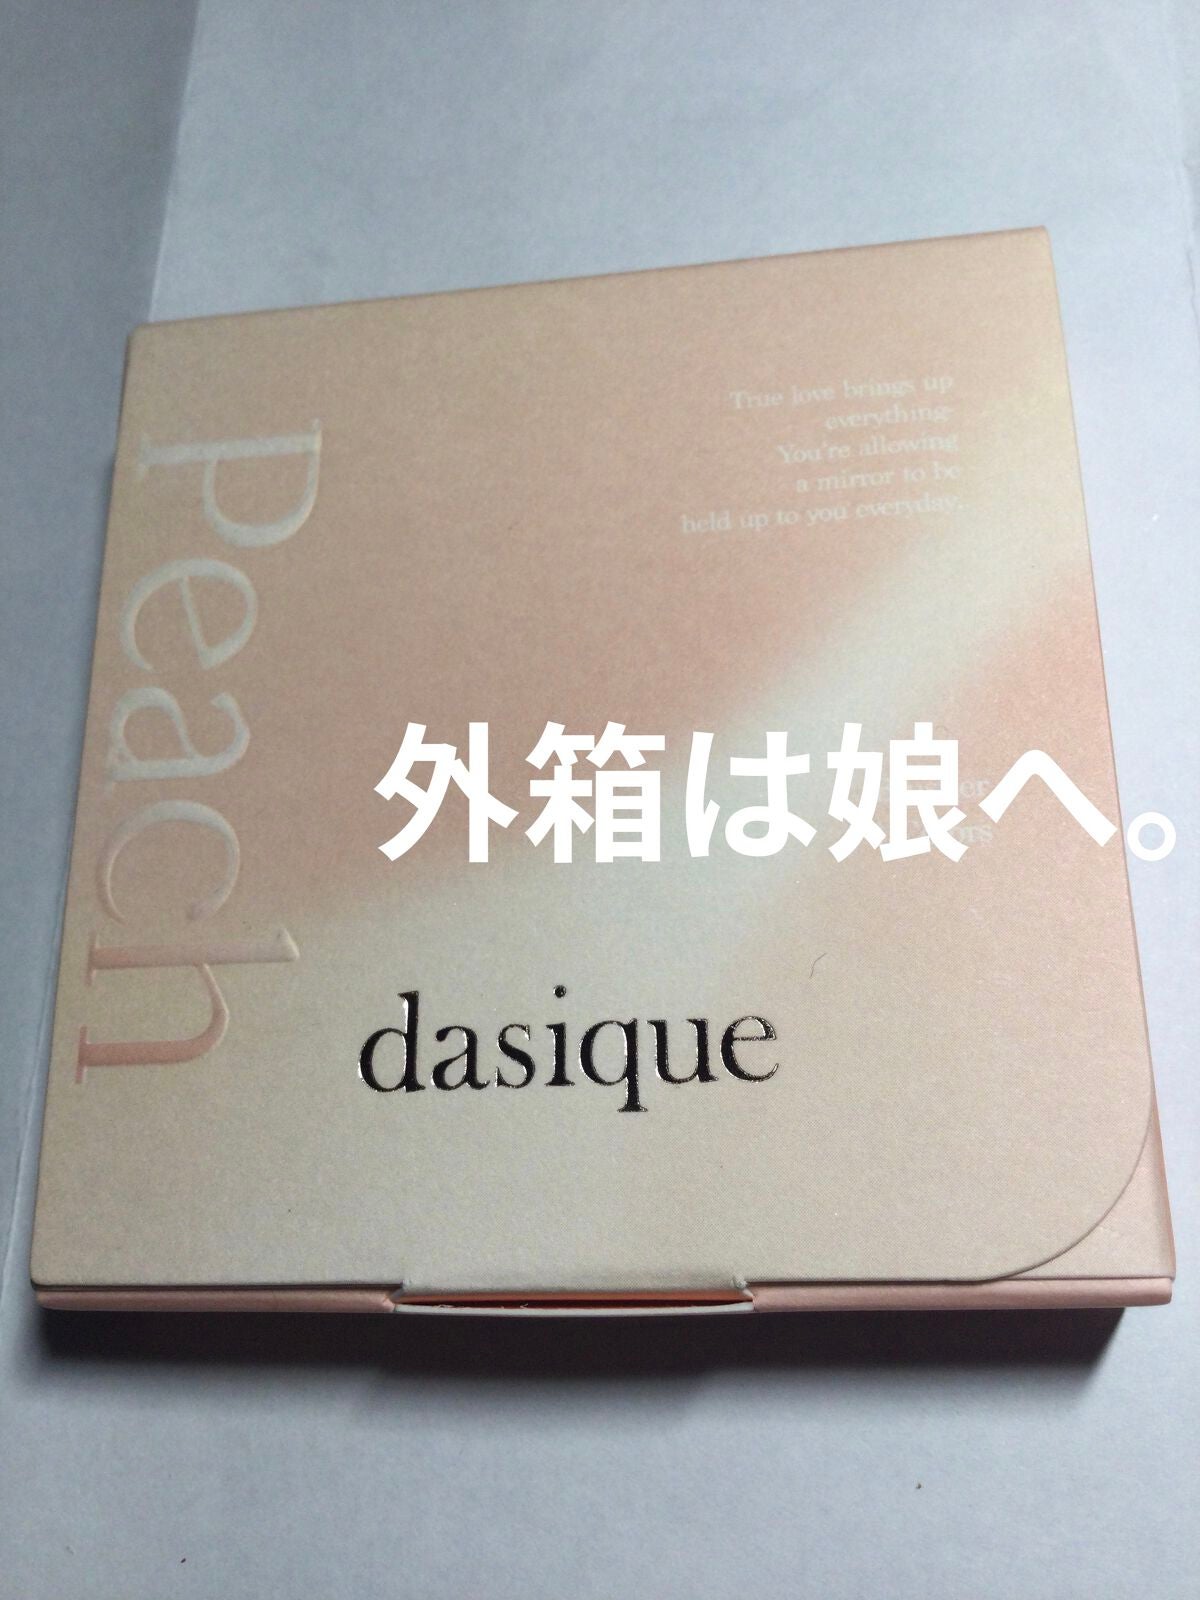 Peach
True love brings up
everything.
You're allowing
a mirror to be
held up to you everyday.
外箱は娘へ。
dasique